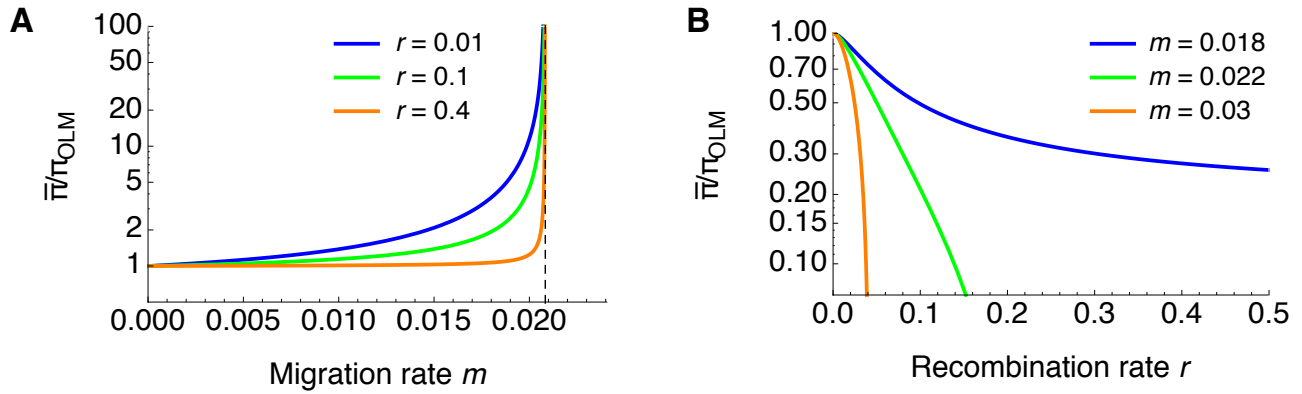 A
π̅/πOLM
100
50
20
10
5
2
1
r = 0.01
r = 0.1
r = 0.4
0.000 0.005 0.010 0.015 0.020
Migration rate m
B
π̅/πOLM
1.00
0.70
0.50
0.30
0.20
0.15
0.10
m = 0.018
m = 0.022
m = 0.03
0.0 0.1 0.2 0.3 0.4 0.5
Recombination rate r